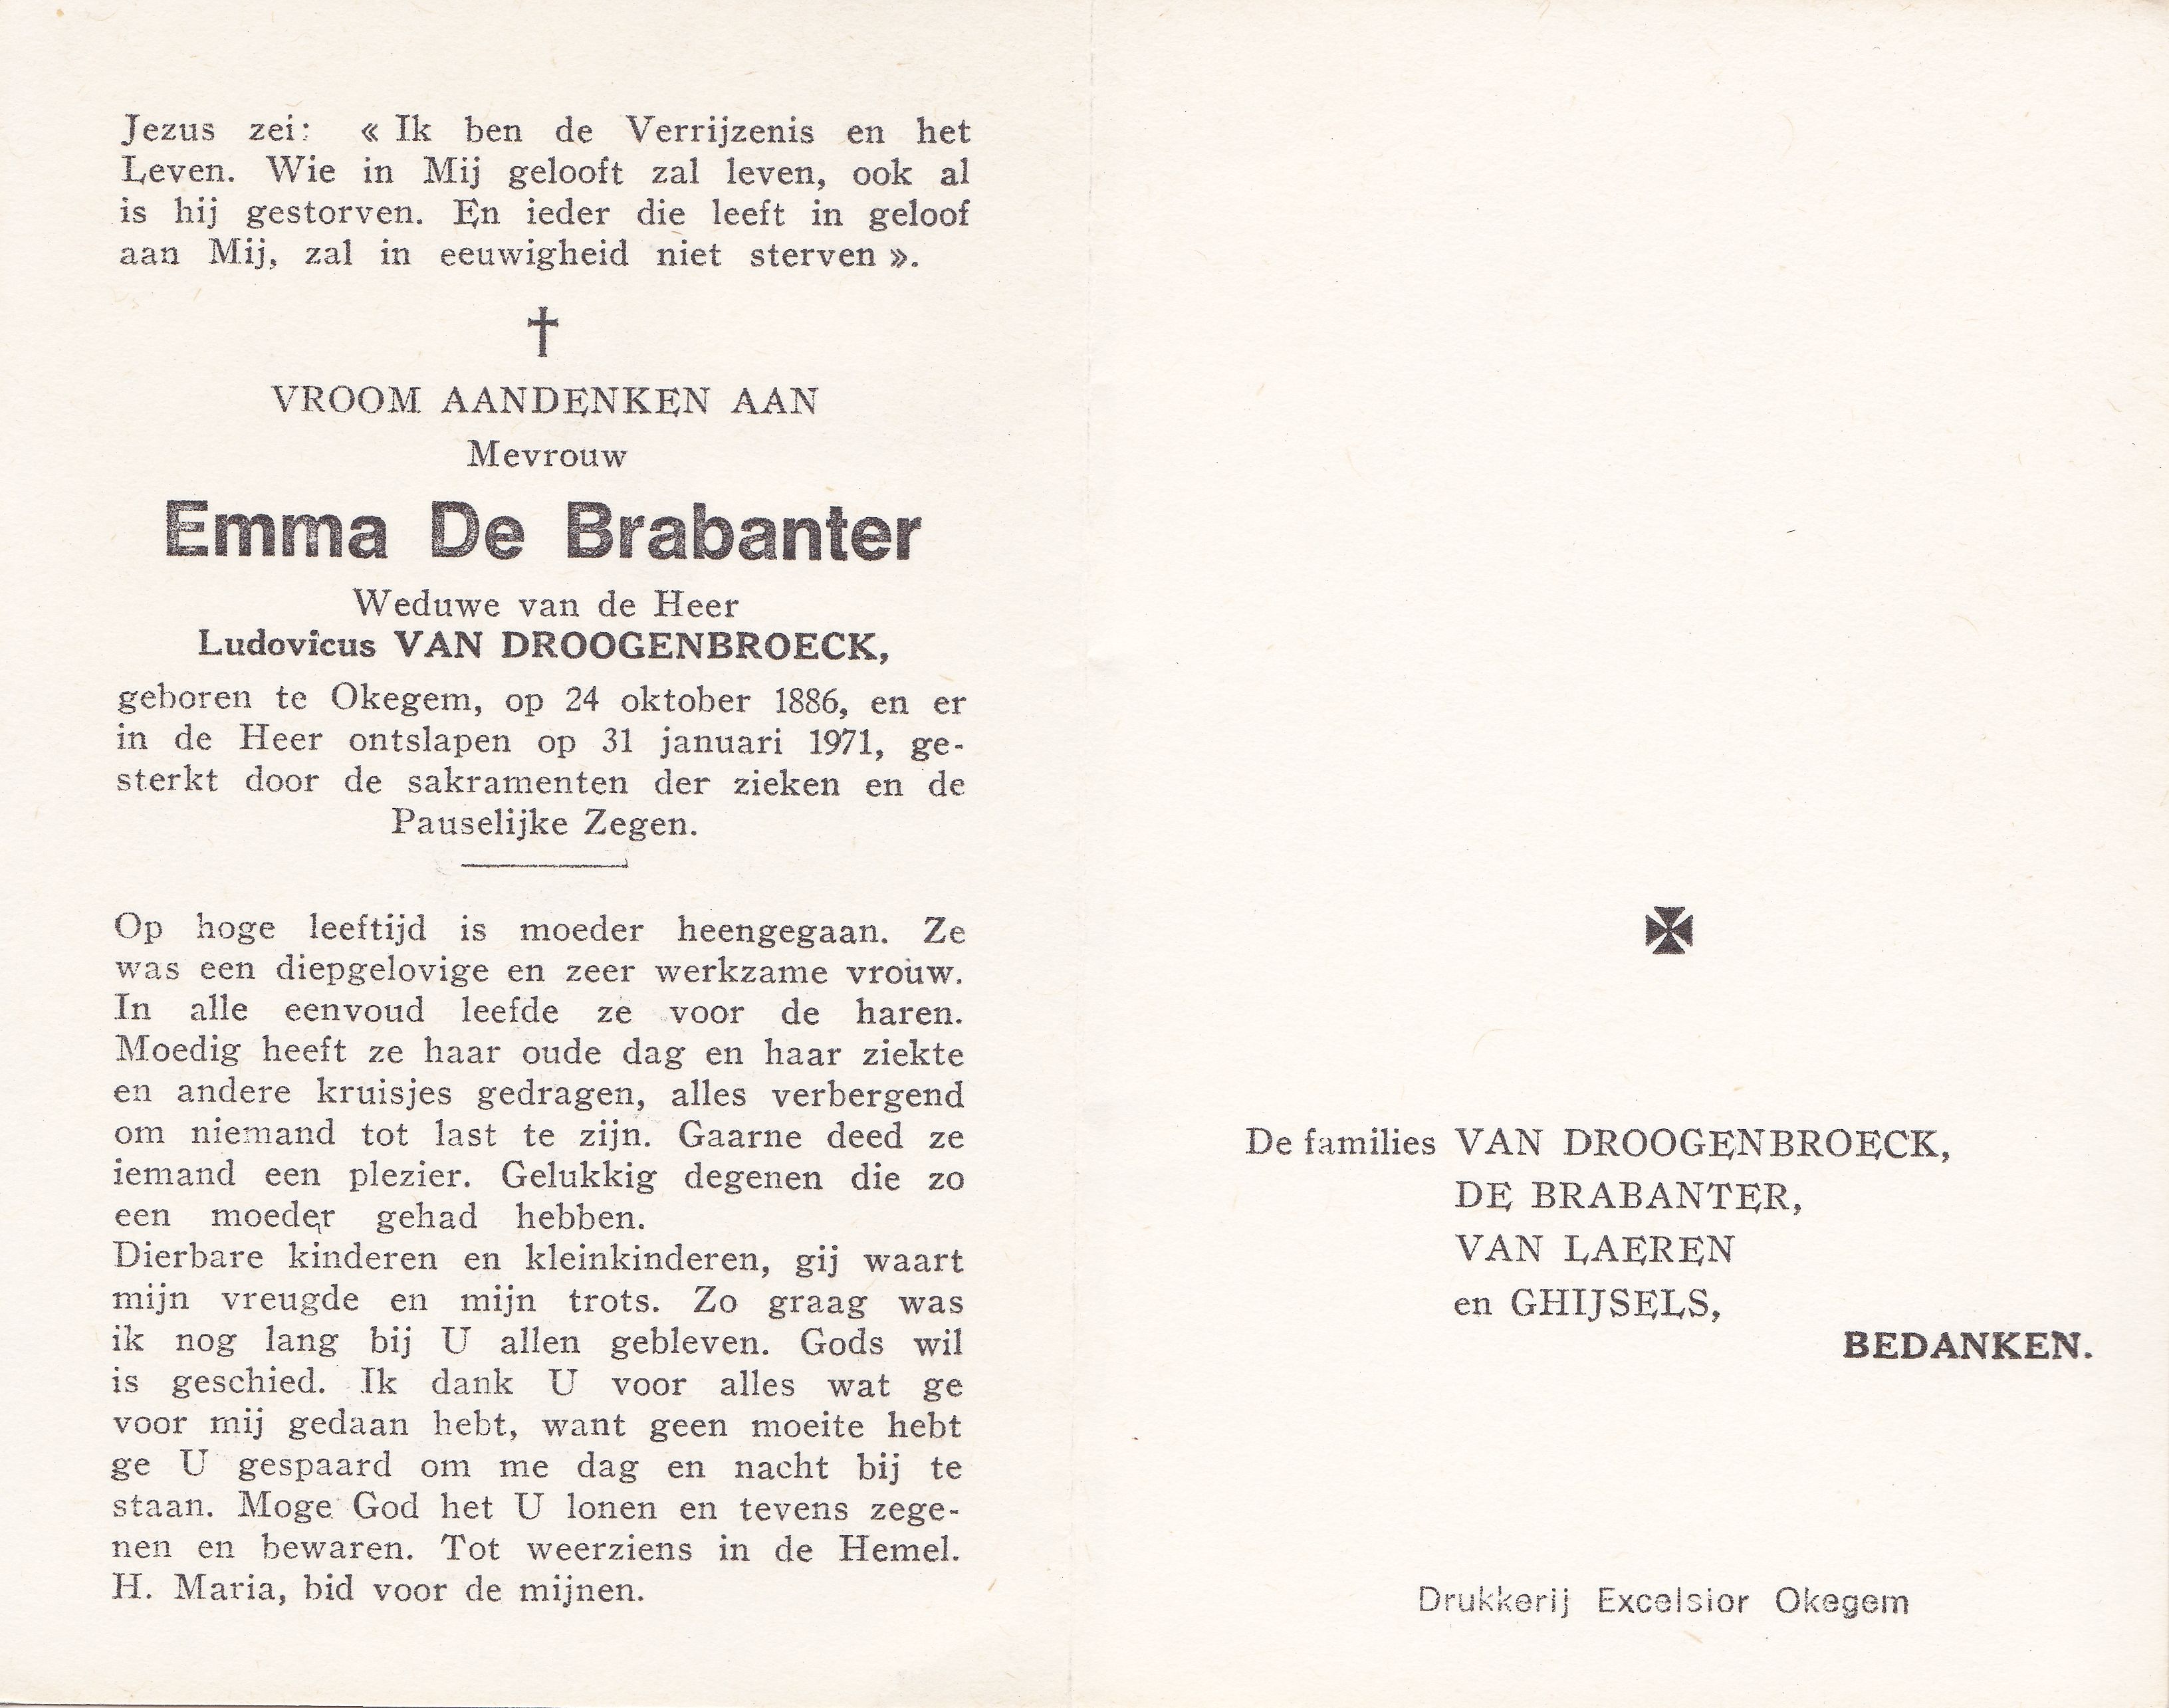 Jezus zei: « Ik ben de Verrijzenis en het
Leven. Wie in Mij gelooft zal leven, ook al
is hij gestorven. En ieder die leeft in geloof
aan Mij, zal in eeuwigheid niet sterven ».
VROOM AANDENKEN AAN
Mevrouw
Emma De Brabanter
Weduwe van de Heer
Ludovicus VAN DROOGENBROECK,
geboren te Okegem, op 24 oktober 1886, en er
in de Heer ontslapen op 31 januari 1971, ge-
sterkt door de sakramenten der zieken en de
Pauselijke Zegen.
Op hoge leeftijd is moeder heengegaan. Ze
was een diepgelovige en zeer werkzame vrouw.
In alle eenvoud leefde ze voor de haren.
Moedig heeft ze haar oude dag en haar ziekte
en andere kruisjes gedragen, alles verbergend
om niemand tot last te zijn. Gaarne deed ze
iemand een plezier. Gelukkig degenen die zo
een moeder gehad hebben.
Dierbare kinderen en kleinkinderen, gij waart
mijn vreugde en mijn trots. Zo graag was
ik nog lang bij U allen gebleven. Gods wil
is geschied. Ik dank U voor alles wat ge
voor mij gedaan hebt, want geen moeite hebt
ge U gespaard om me dag en nacht bij te
staan. Moge God het U lonen en tevens zege-
nen en bewaren. Tot weerziens in de Hemel.
H. Maria, bid voor de mijnen.
De families VAN DROOGENBROECK,
DE BRABANTER,
VAN LAEREN
en GHIJSELS,
BEDANKEN.
Drukkerij Excelsior Okegem